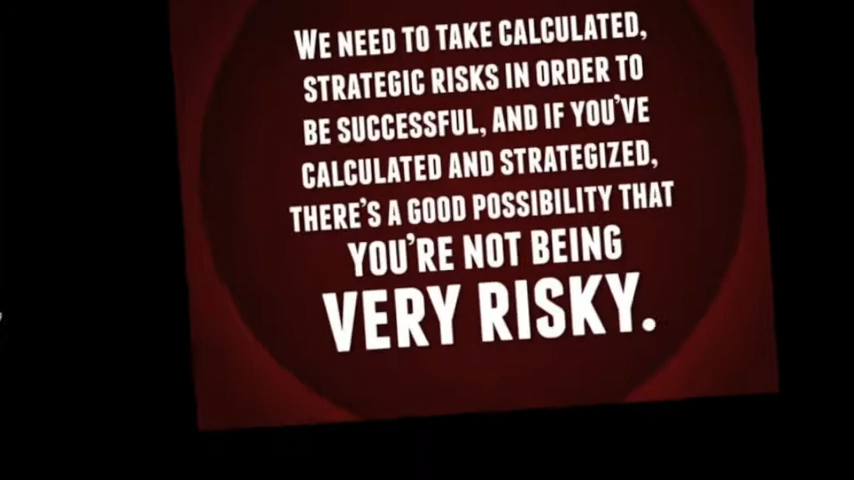 WE NEED TO TAKE CALCULATED,
STRATEGIC RISKS IN ORDER TO
BE SUCCESSFUL, AND IF YOU'VE
CALCULATED AND STRATEGIZED,
THERE'S A GOOD POSSIBILITY THAT
YOU'RE NOT BEING
VERY RISKY.